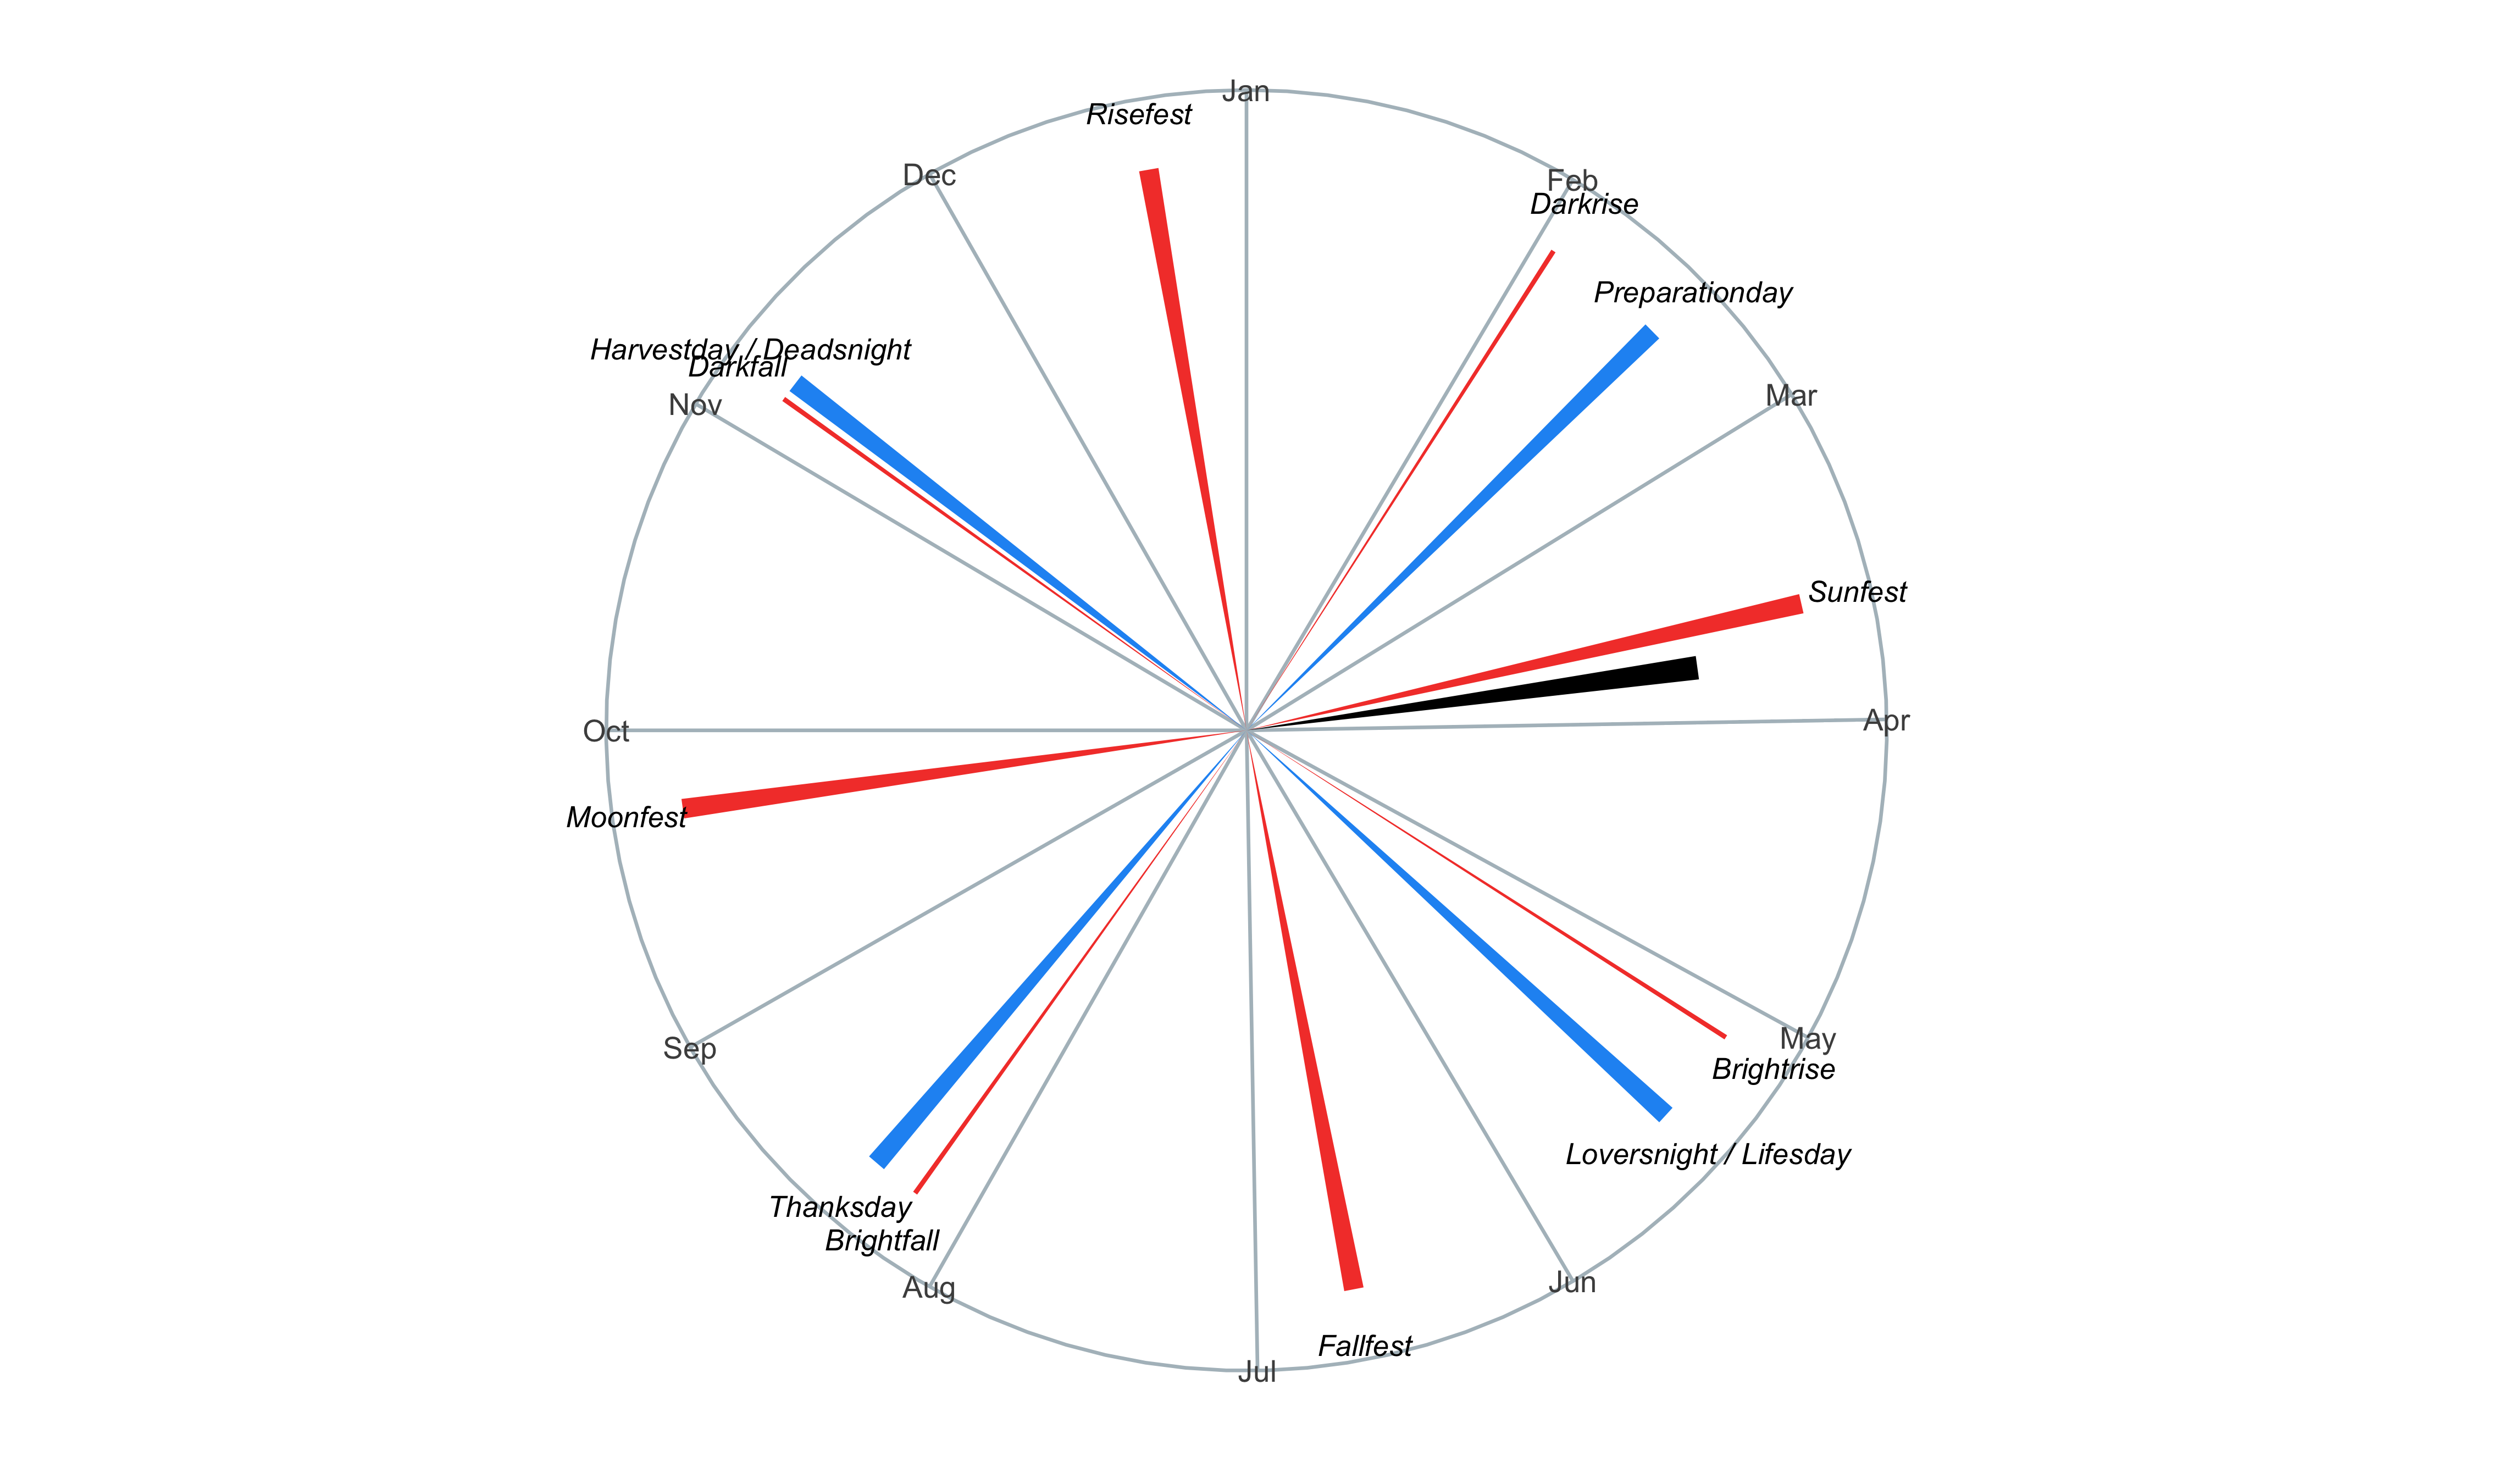 Jan
Risefest
Dec
Feb
Darkrise
Preparationday
Harvestday / Deadsnight
Darkfall
Nov
Mar
Sunfest
Oct
Apr
Moonfest
Sep
May
Brightrise
Loversnight / Lifesday
Thanksday
Brightfall
Aug
Jun
Fallfest
Jul